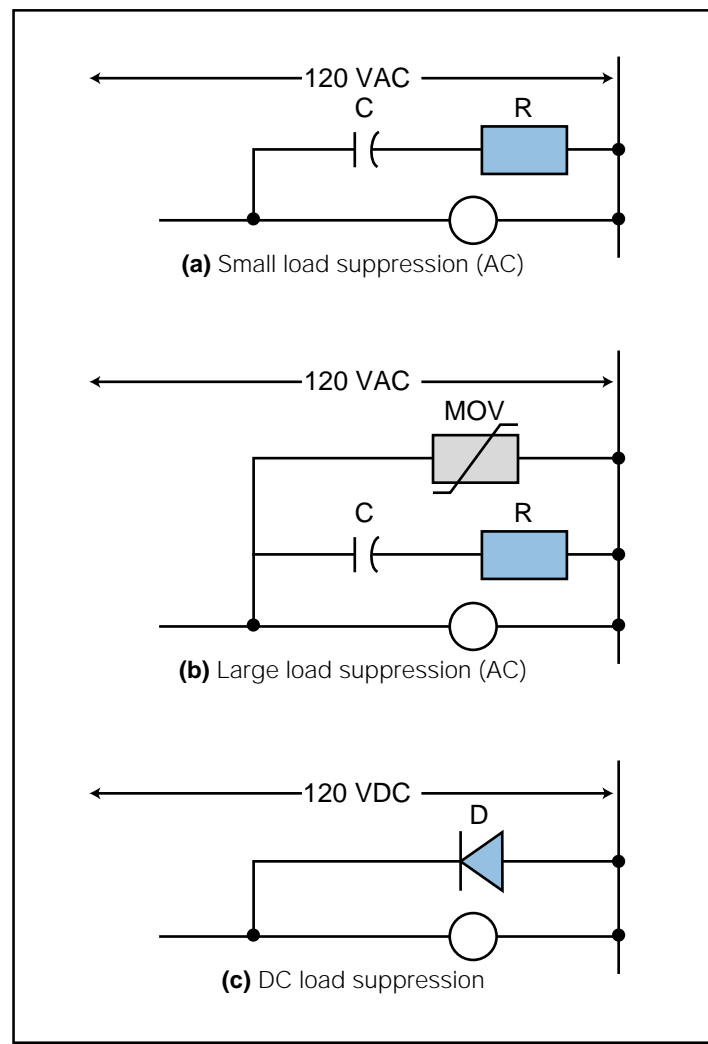 120 VAC
C R
(a) Small load suppression (AC)
120 VAC
MOV
C R
(b) Large load suppression (AC)
120 VDC
D
(c) DC load suppression